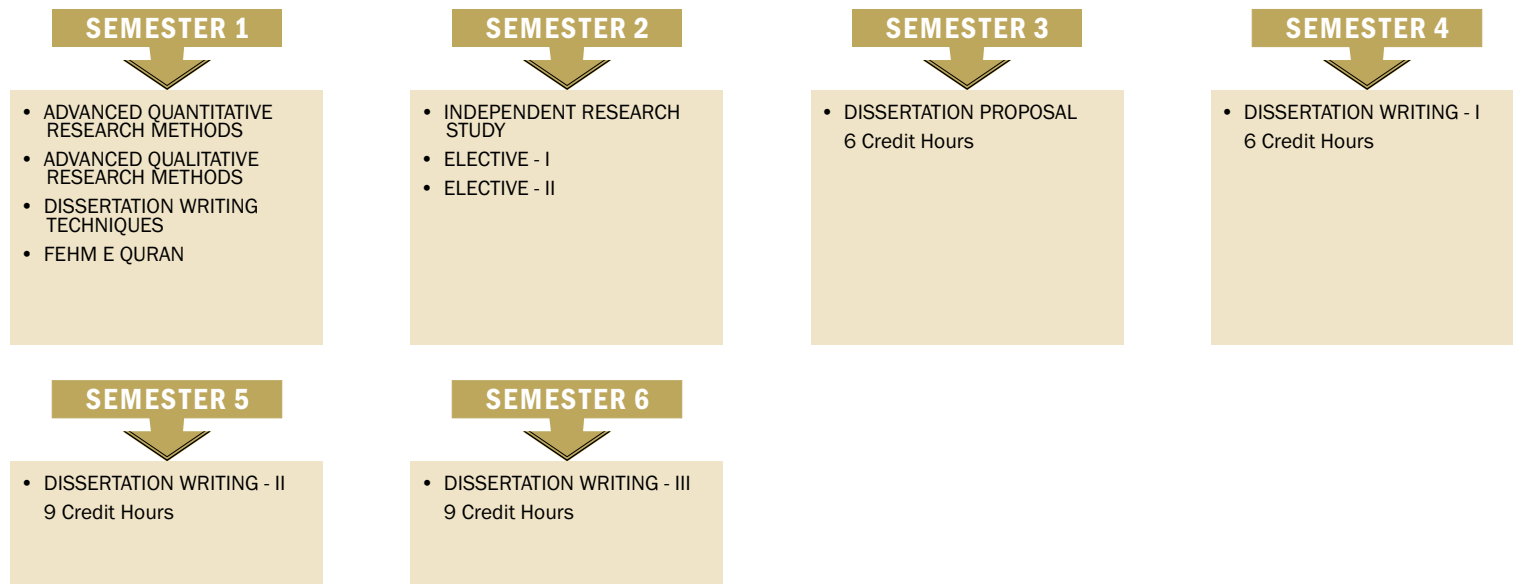 SEMESTER 1
• ADVANCED QUANTITATIVE
RESEARCH METHODS
• ADVANCED QUALITATIVE
RESEARCH METHODS
• DISSERTATION WRITING
TECHNIQUES
• FEHM E QURAN
SEMESTER 2
• INDEPENDENT RESEARCH
STUDY
• ELECTIVE - I
• ELECTIVE - II
SEMESTER 3
• DISSERTATION PROPOSAL
6 Credit Hours
SEMESTER 4
• DISSERTATION WRITING - I
6 Credit Hours
SEMESTER 5
• DISSERTATION WRITING - II
9 Credit Hours
SEMESTER 6
• DISSERTATION WRITING - III
9 Credit Hours